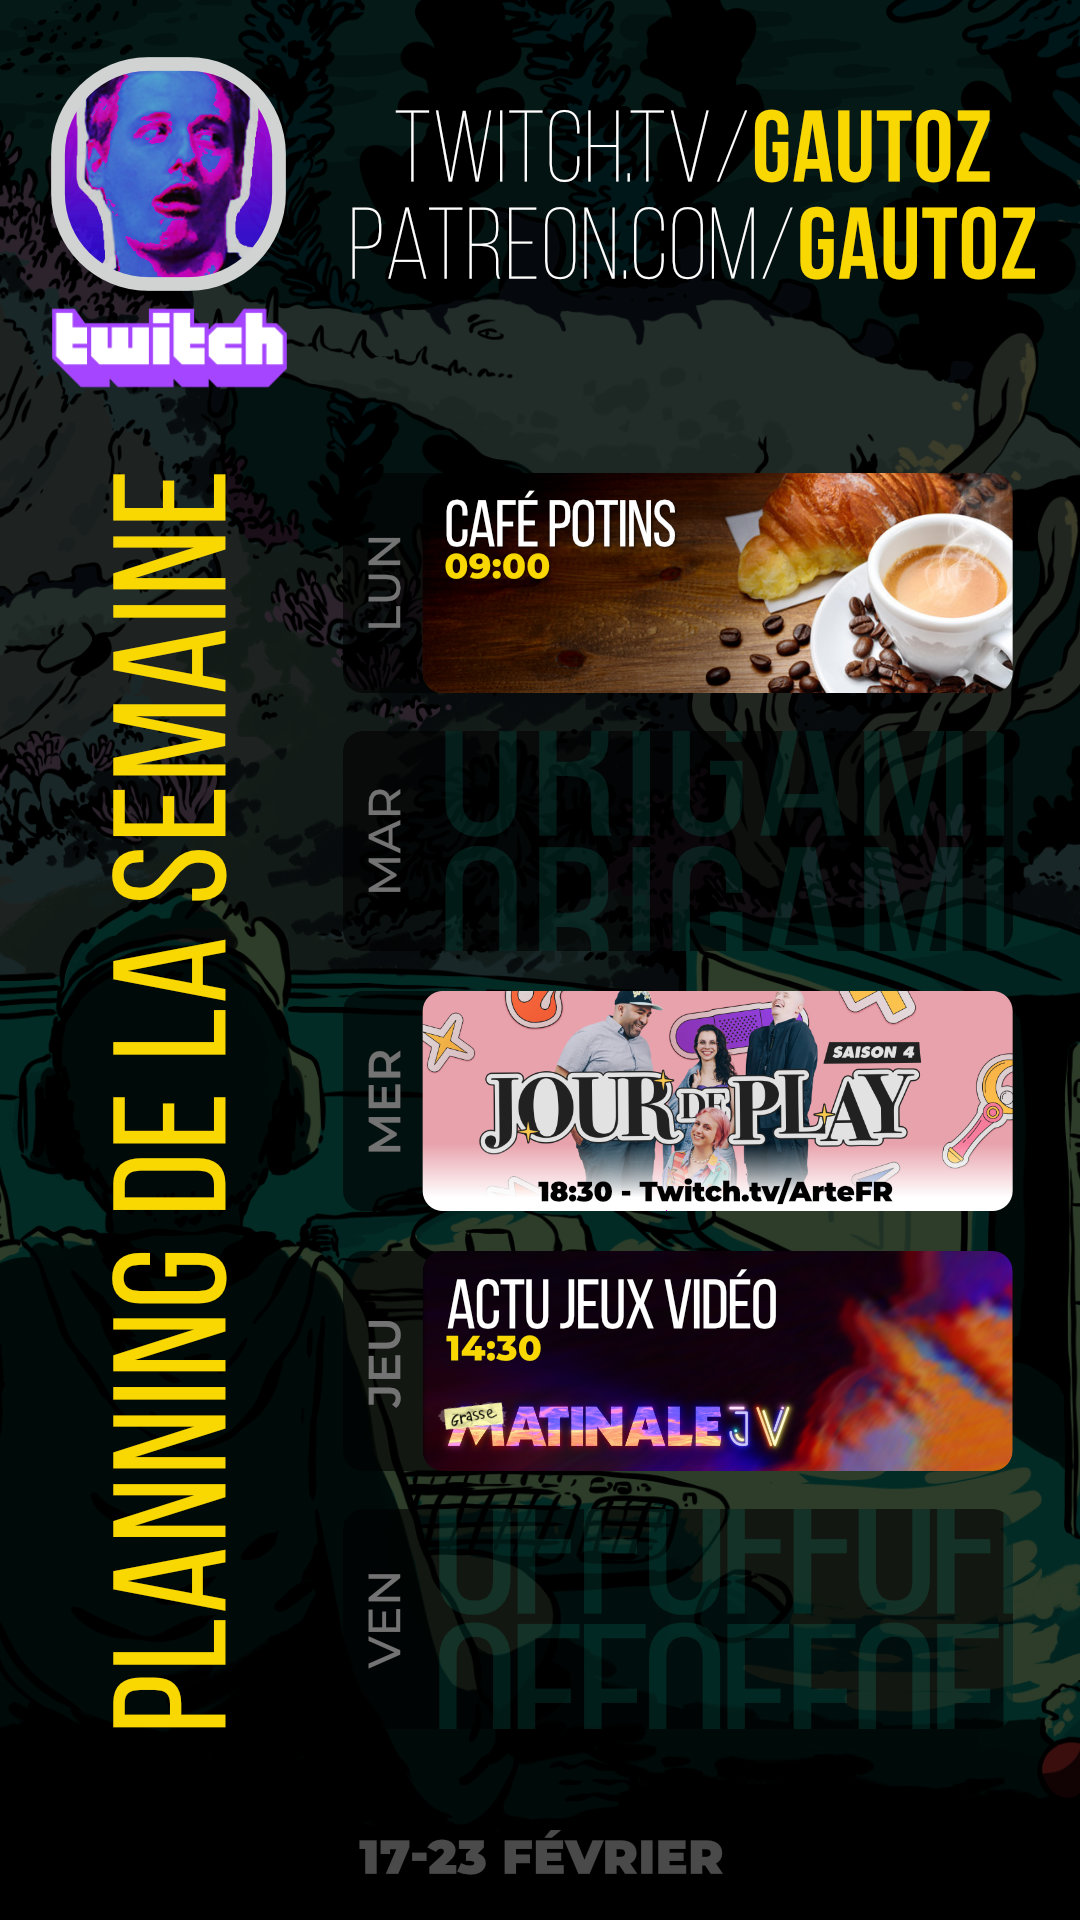 TWITCH.TV/GAUTOZ
PATREON.COM/GAUTOZ
twitch
PLANNING DE LA SEMAINE
LUN
CAFÉ POTINS
09:00
MAR
ORIGAMI
ORIGAMI
MER
SAISON 4
JOUR DE PLAY
18:30 - Twitch.tv/ArteFR
JEU
ACTU JEUX VIDÉO
14:30
Grasse
MATINALE JV
VEN
OFFOFFOF
OFFOFFOF
17-23 FÉVRIER